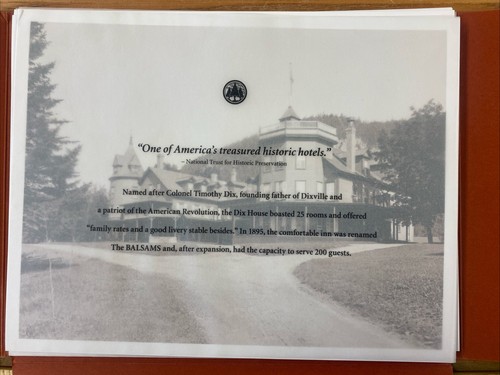 “One of America’s treasured historic hotels.”
– National Trust for Historic Preservation
Named after Colonel Timothy Dix, founding father of Dixville and
a patriot of the American Revolution, the Dix House boasted 25 rooms and offered
“family rates and a good livery stable besides.” In 1895, the comfortable inn was renamed
The BALSAMS and, after expansion, had the capacity to serve 200 guests.